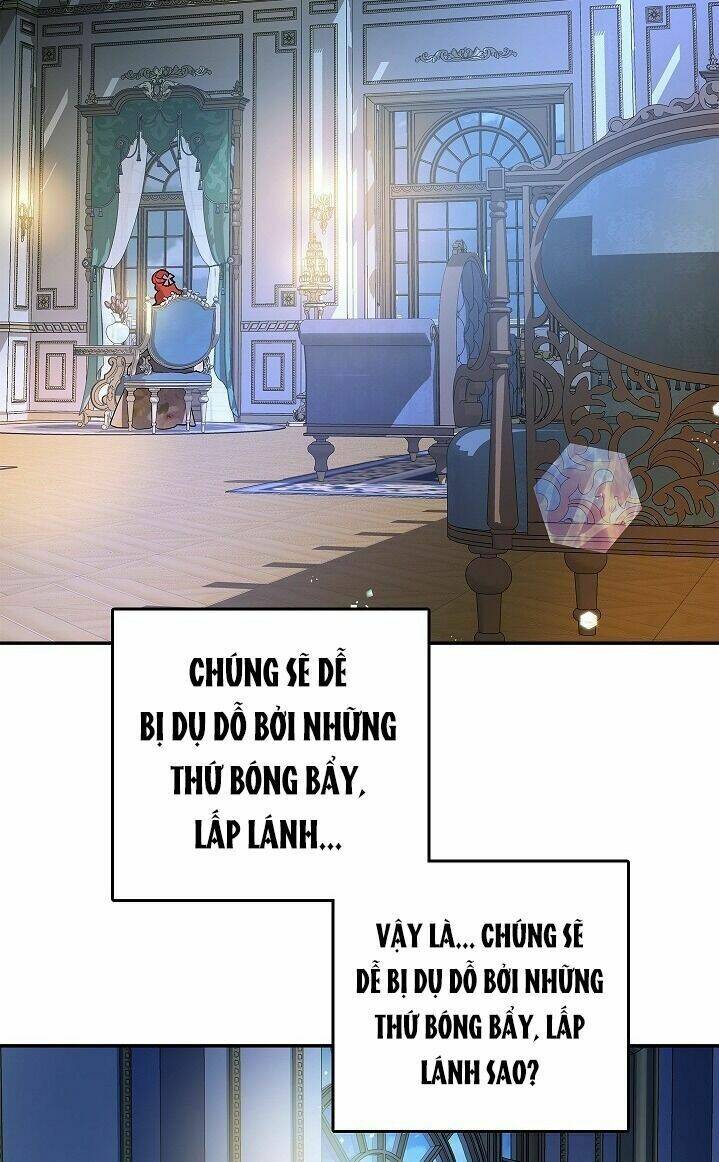 CHÚNG SẼ DỄ
BỊ DỤ DỖ BỞI NHỮNG
THỨ BÓNG BẨY,
LẤP LÁNH...
VẬY LÀ... CHÚNG SẼ
DỄ BỊ DỤ DỖ BỞI NHỮNG
THỨ BÓNG BẨY, LẤP
LÁNH SAO?